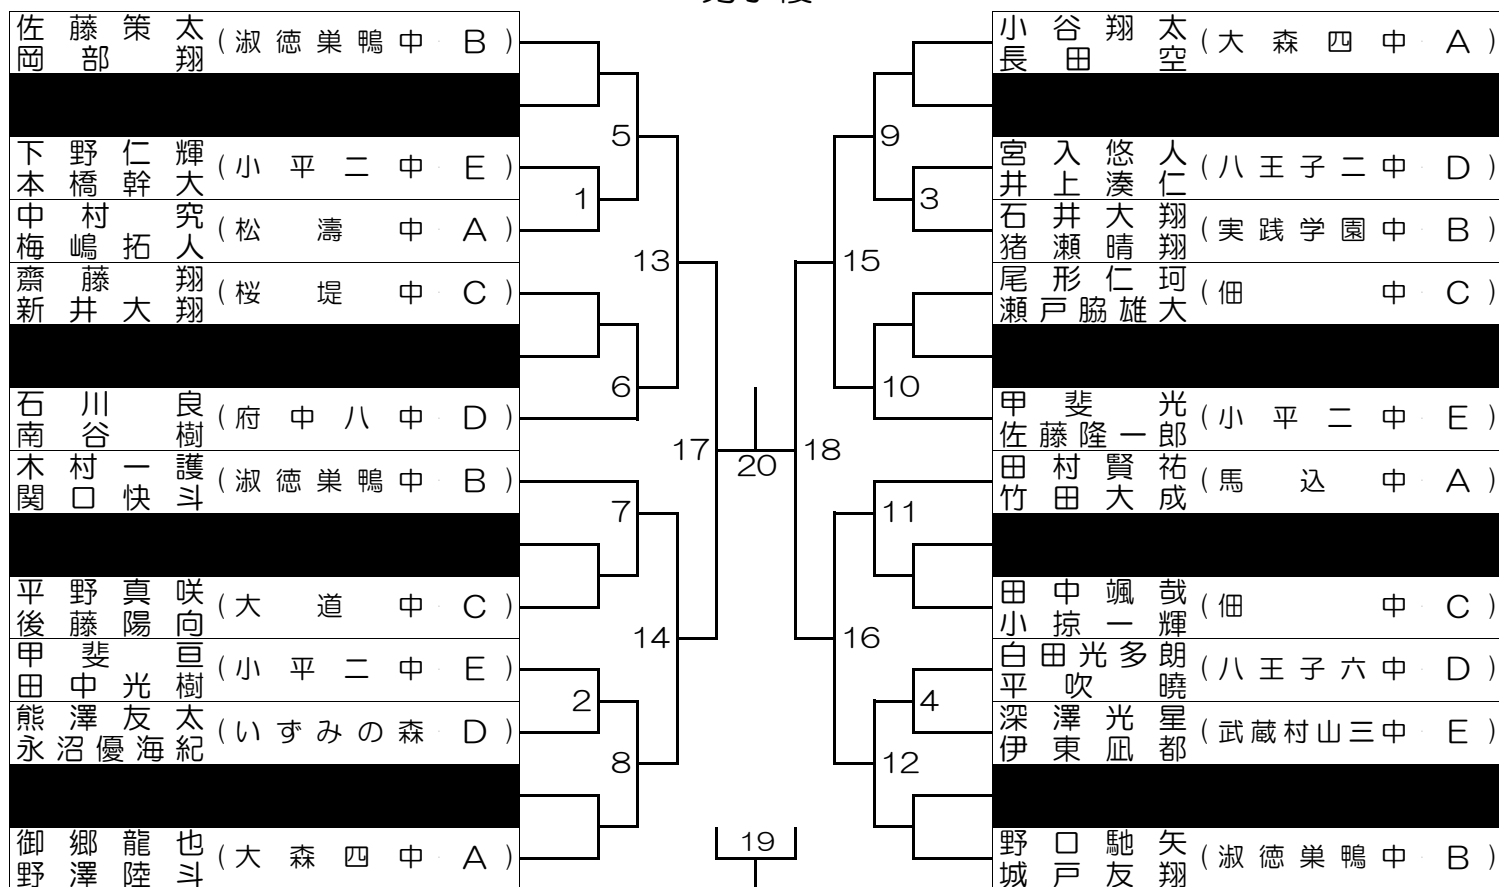 佐藤策太
岡部翔
(淑徳巣鴨中 B)
下野仁輝
本橋幹大
(小平二中 E)
中村究
梅嶋拓人
(松濤中 A)
齋藤翔
新井大翔
(桜堤中 C)
石川良
南谷樹
(府中八中 D)
木村一護
関口快斗
(淑徳巣鴨中 B)
平野真咲
後藤陽向
(大道中 C)
甲斐亘
田中光樹
(小平二中 E)
熊澤友太
永沼優海紀
(いずみの森 D)
御郷龍也
野澤陸斗
(大森四中 A)
5
1
13
6
17
7
14
2
8
20
19
18
9
3
15
10
11
16
4
12
小谷翔太
長田空
(大森四中 A)
宮入悠人
井上湊仁
(八王子二中 D)
石井大翔
猪瀬晴翔
(実践学園中 B)
尾形仁珂
瀬戸脇雄大
(佃中 C)
甲斐光
佐藤隆一郎
(小平二中 E)
田村賢祐
竹田大成
(馬込中 A)
田中颯哉
小掠一輝
(佃中 C)
白田光多朗
平吹曉
(八王子六中 D)
深澤光星
伊東凪都
(武蔵村山三中 E)
野口馳矢
城戸友翔
(淑徳巣鴨中 B)